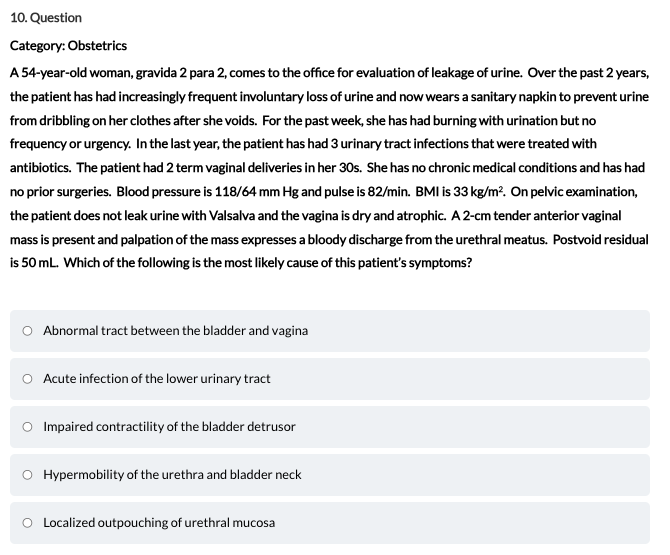 10. Question
Category: Obstetrics
A 54-year-old woman, gravida 2 para 2, comes to the office for evaluation of leakage of urine. Over the past 2 years,
the patient has had increasingly frequent involuntary loss of urine and now wears a sanitary napkin to prevent urine
from dribbling on her clothes after she voids. For the past week, she has had burning with urination but no
frequency or urgency. In the last year, the patient has had 3 urinary tract infections that were treated with
antibiotics. The patient had 2 term vaginal deliveries in her 30s. She has no chronic medical conditions and has had
no prior surgeries. Blood pressure is 118/64 mm Hg and pulse is 82/min. BMI is 33 kg/m². On pelvic examination,
the patient does not leak urine with Valsalva and the vagina is dry and atrophic. A 2-cm tender anterior vaginal
mass is present and palpation of the mass expresses a bloody discharge from the urethral meatus. Postvoid residual
is 50 mL. Which of the following is the most likely cause of this patient's symptoms?
Abnormal tract between the bladder and vagina
Acute infection of the lower urinary tract
Impaired contractility of the bladder detrusor
Hypermobility of the urethra and bladder neck
Localized outpouching of urethral mucosa